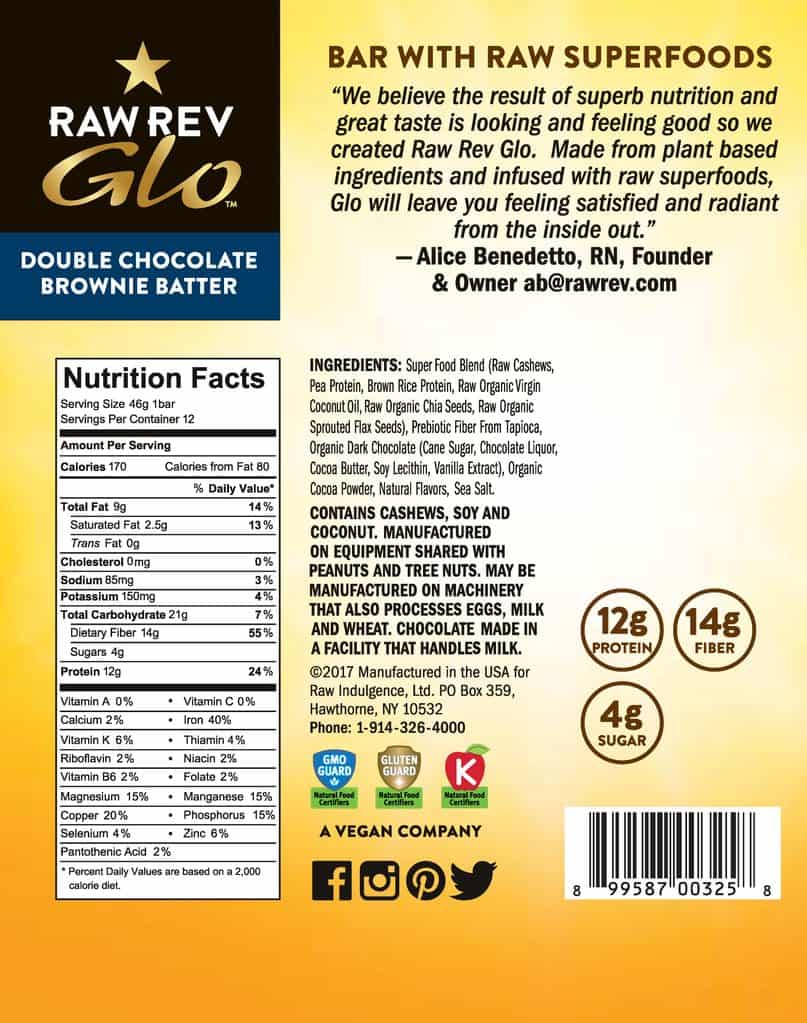 RAW REV
Glo™
DOUBLE CHOCOLATE
BROWNIE BATTER
BAR WITH RAW SUPERFOODS
“We believe the result of superb nutrition and
great taste is looking and feeling good so we
created Raw Rev Glo. Made from plant based
ingredients and infused with raw superfoods,
Glo will leave you feeling satisfied and radiant
from the inside out.”
— Alice Benedetto, RN, Founder
& Owner ab@rawrev.com
Nutrition Facts
Serving Size 46g 1bar
Servings Per Container 12
Amount Per Serving
Calories 170 Calories from Fat 80
% Daily Value*
Total Fat 9g 14%
Saturated Fat 2.5g 13%
Trans Fat 0g
Cholesterol 0mg 0%
Sodium 85mg 3%
Potassium 150mg 4%
Total Carbohydrate 21g 7%
Dietary Fiber 14g 55%
Sugars 4g
Protein 12g 24%
Vitamin A 0% • Vitamin C 0%
Calcium 2% • Iron 40%
Vitamin K 6% • Thiamin 4%
Riboflavin 2% • Niacin 2%
Vitamin B6 2% • Folate 2%
Magnesium 15% • Manganese 15%
Copper 20% • Phosphorus 15%
Selenium 4% • Zinc 6%
Pantothenic Acid 2%
* Percent Daily Values are based on a 2,000
calorie diet.
INGREDIENTS: Super Food Blend (Raw Cashews,
Pea Protein, Brown Rice Protein, Raw Organic Virgin
Coconut Oil, Raw Organic Chia Seeds, Raw Organic
Sprouted Flax Seeds), Prebiotic Fiber From Tapioca,
Organic Dark Chocolate (Cane Sugar, Chocolate Liquor,
Cocoa Butter, Soy Lecithin, Vanilla Extract), Organic
Cocoa Powder, Natural Flavors, Sea Salt.
CONTAINS CASHEWS, SOY AND
COCONUT. MANUFACTURED
ON EQUIPMENT SHARED WITH
PEANUTS AND TREE NUTS. MAY BE
MANUFACTURED ON MACHINERY
THAT ALSO PROCESSES EGGS, MILK
AND WHEAT. CHOCOLATE MADE IN
A FACILITY THAT HANDLES MILK.
©2017 Manufactured in the USA for
Raw Indulgence, Ltd. PO Box 359,
Hawthorne, NY 10532
Phone: 1-914-326-4000
GMO
GUARD
Natural Food
Certifiers
GLUTEN
GUARD
Natural Food
Certifiers
K
Natural Food
Certifiers
A VEGAN COMPANY
12g
PROTEIN
14g
FIBER
4g
SUGAR
8 99587 00325 8